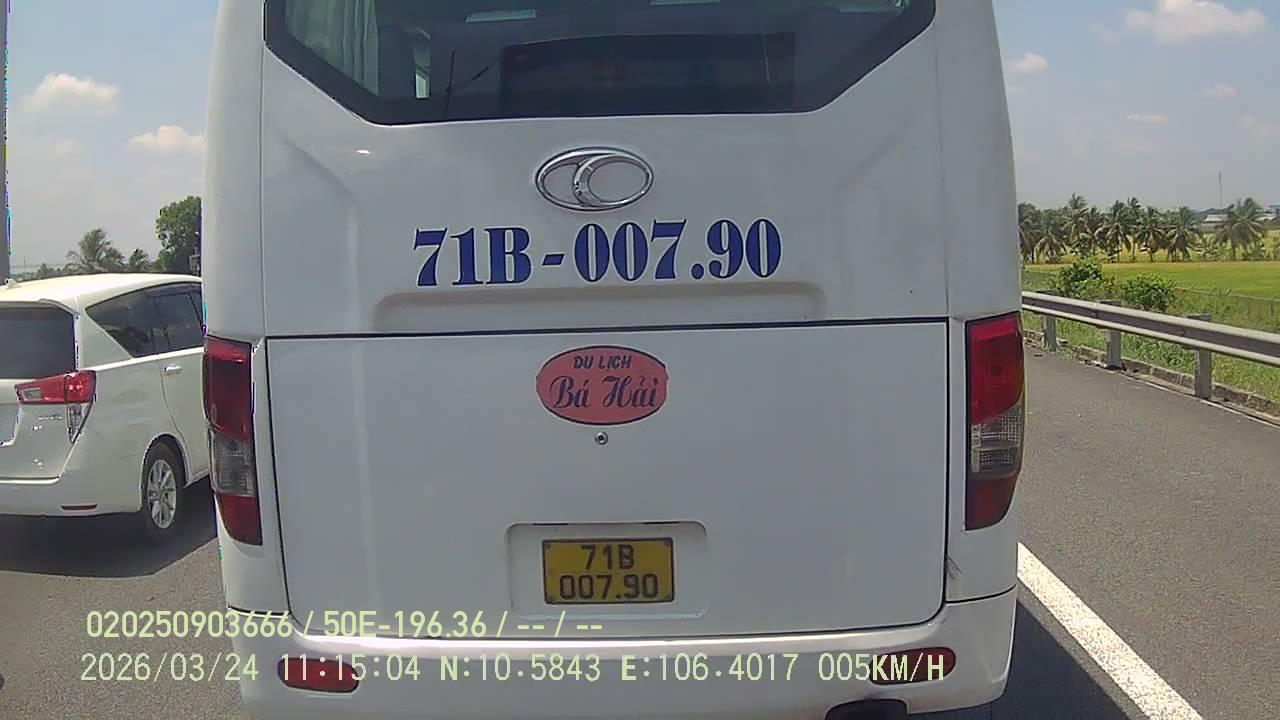 71B-007.90
DU LỊCH
Bá Hải
71B
007.90
020250903666 / 50E-196.36 / -- / --
2026/03/24 11:15:04 N:10.5843 E:106.4017 005KM/H